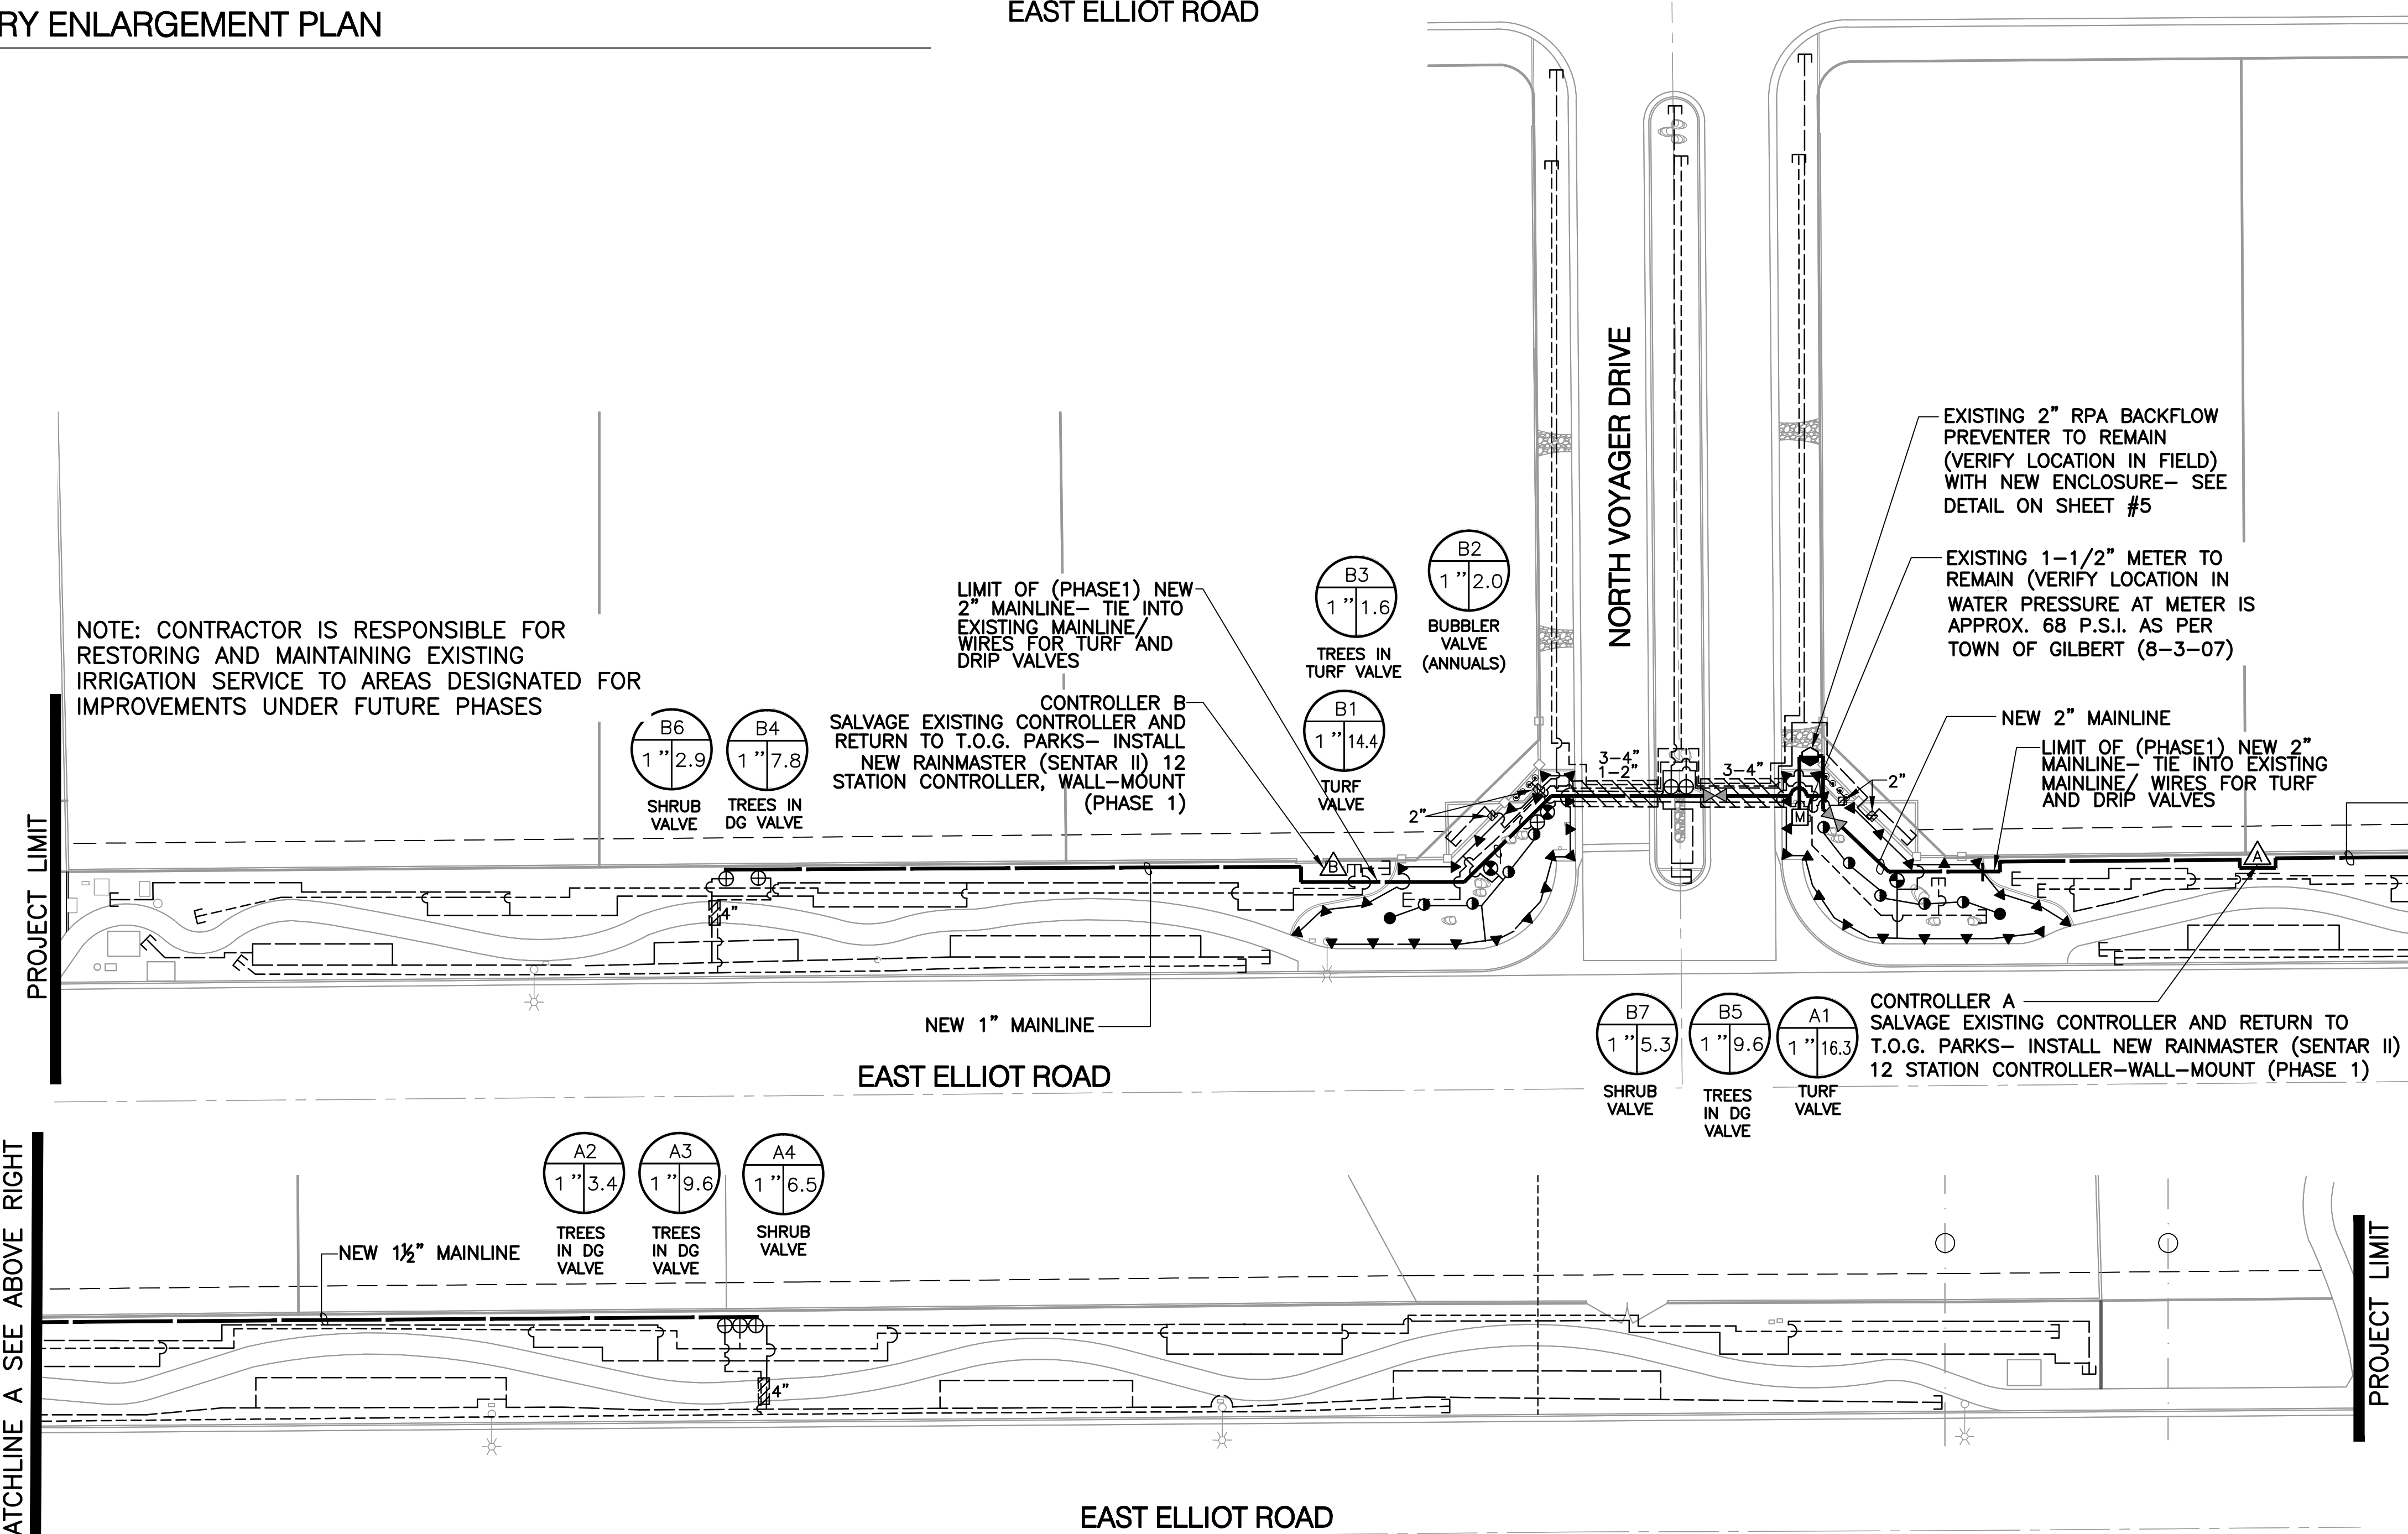 RY ENLARGEMENT PLAN
EAST ELLIOT ROAD
NORTH VOYAGER DRIVE
EXISTING 2" RPA BACKFLOW
PREVENTER TO REMAIN
(VERIFY LOCATION IN FIELD)
WITH NEW ENCLOSURE– SEE
DETAIL ON SHEET #5
EXISTING 1–1/2" METER TO
REMAIN (VERIFY LOCATION IN
WATER PRESSURE AT METER IS
APPROX. 68 P.S.I. AS PER
TOWN OF GILBERT (8–3–07)
NEW 2" MAINLINE
LIMIT OF (PHASE1) NEW 2"
MAINLINE– TIE INTO EXISTING
MAINLINE/ WIRES FOR TURF
AND DRIP VALVES
NOTE: CONTRACTOR IS RESPONSIBLE FOR
RESTORING AND MAINTAINING EXISTING
IRRIGATION SERVICE TO AREAS DESIGNATED FOR
IMPROVEMENTS UNDER FUTURE PHASES
LIMIT OF (PHASE1) NEW
2" MAINLINE– TIE INTO
EXISTING MAINLINE/
WIRES FOR TURF AND
DRIP VALVES
CONTROLLER B
SALVAGE EXISTING CONTROLLER AND
RETURN TO T.O.G. PARKS– INSTALL
NEW RAINMASTER (SENTAR II) 12
STATION CONTROLLER, WALL–MOUNT
(PHASE 1)
B3
1" 1.6
TREES IN
TURF VALVE
B2
1" 2.0
BUBBLER
VALVE
(ANNUALS)
B1
1" 14.4
TURF
VALVE
B6
1" 2.9
SHRUB
VALVE
B4
1" 7.8
TREES IN
DG VALVE
3–4"
1–2"
3–4"
2"
2"
M
B
A
4"
PROJECT LIMIT
NEW 1" MAINLINE
EAST ELLIOT ROAD
B7
1" 5.3
SHRUB
VALVE
B5
1" 9.6
TREES
IN DG
VALVE
A1
1" 16.3
TURF
VALVE
CONTROLLER A
SALVAGE EXISTING CONTROLLER AND RETURN TO
T.O.G. PARKS– INSTALL NEW RAINMASTER (SENTAR II)
12 STATION CONTROLLER–WALL–MOUNT (PHASE 1)
ATCHLINE A SEE ABOVE RIGHT
A2
1" 3.4
TREES
IN DG
VALVE
A3
1" 9.6
TREES
IN DG
VALVE
A4
1" 6.5
SHRUB
VALVE
NEW 1½" MAINLINE
4"
PROJECT LIMIT
EAST ELLIOT ROAD